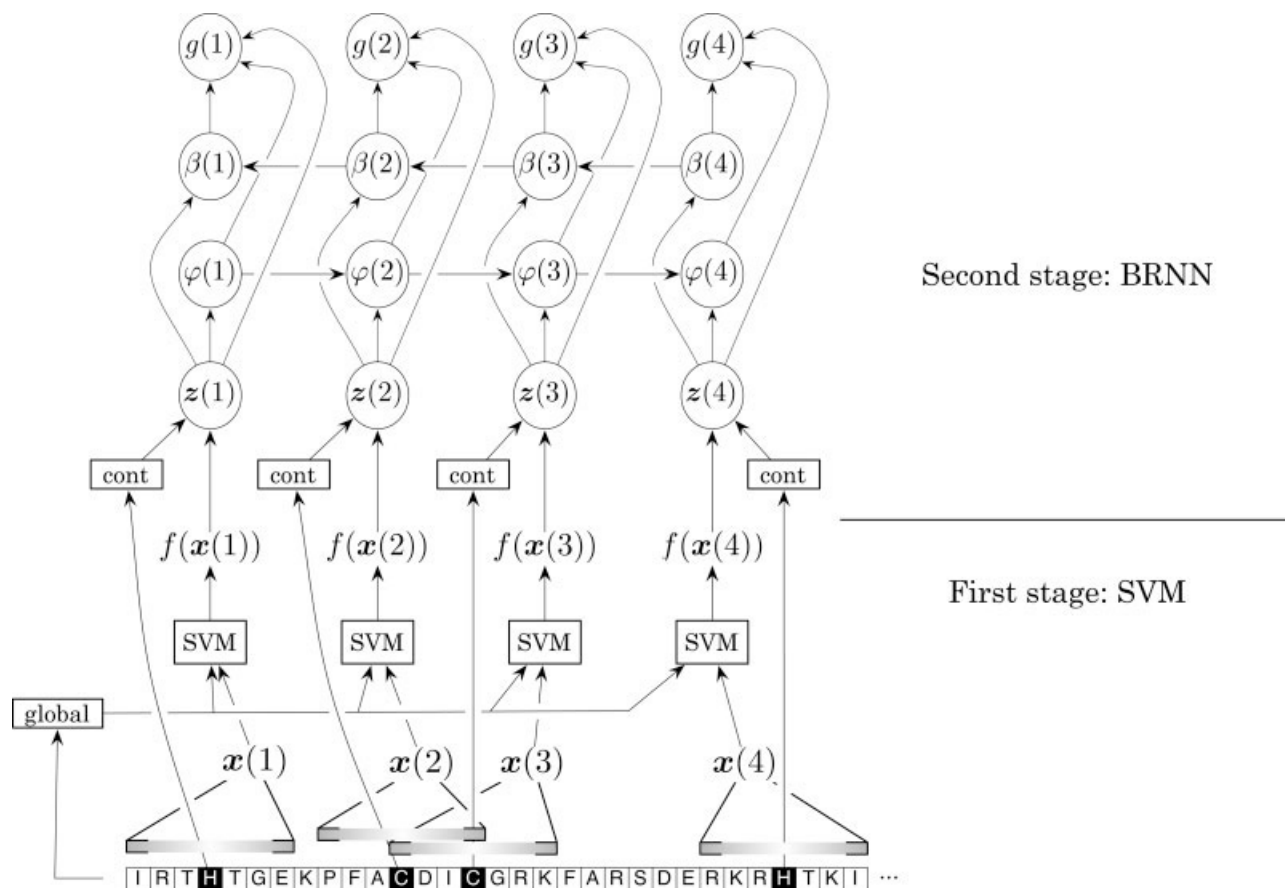 g(1) g(2) g(3) g(4)
β(1) β(2) β(3) β(4)
φ(1) φ(2) φ(3) φ(4)
Second stage: BRNN
z(1) z(2) z(3) z(4)
cont cont cont cont
f(x(1)) f(x(2)) f(x(3)) f(x(4))
First stage: SVM
SVM SVM SVM SVM
global
x(1) x(2) x(3) x(4)
I R T H T G E K P F A C D I C G R K F A R S D E R K R H T K I ...